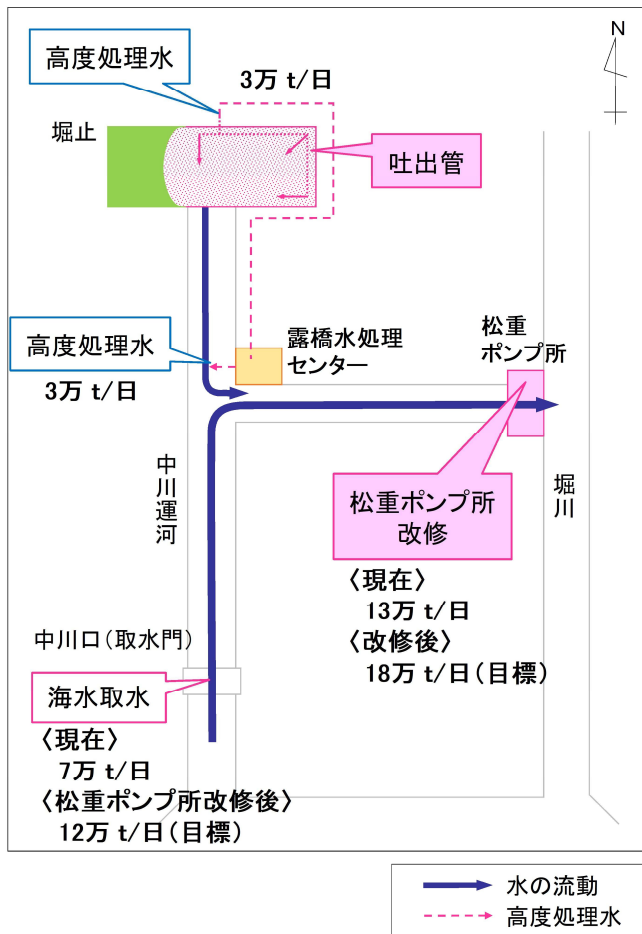 高度処理水
3万 t/日
N
堀止
吐出管
高度処理水
3万 t/日
露橋水処理
センター
松重
ポンプ所
中川運河
堀川
松重ポンプ所
改修
〈現在〉
13万 t/日
〈改修後〉
18万 t/日(目標)
中川口(取水門)
海水取水
〈現在〉
7万 t/日
〈松重ポンプ所改修後〉
12万 t/日(目標)
水の流動
高度処理水